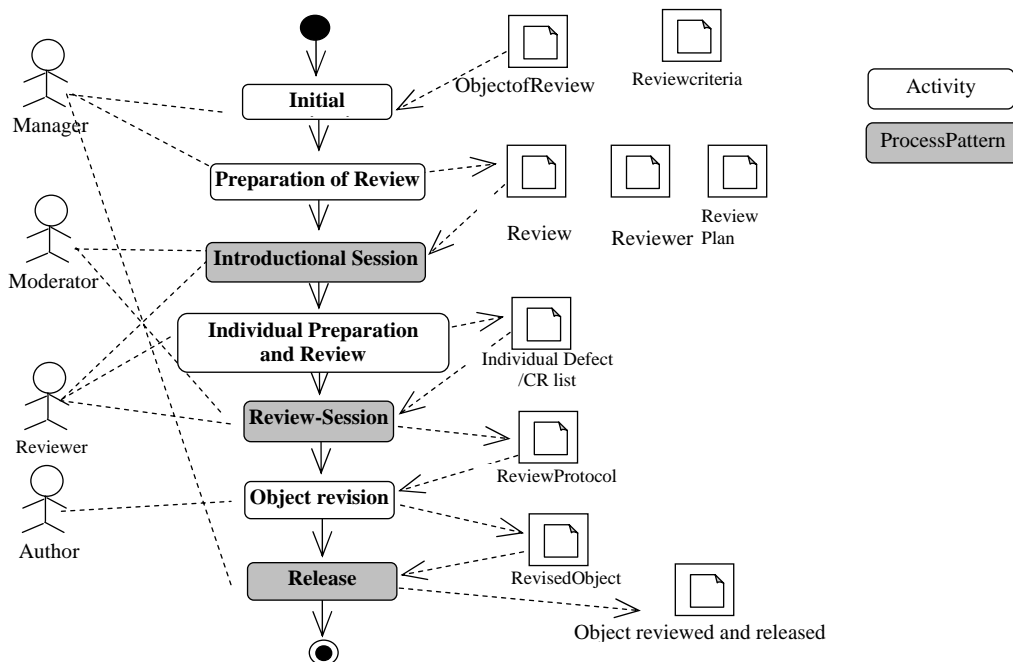 Manager
Moderator
Reviewer
Author
Initial
Preparation of Review
Introductional Session
Individual Preparation
and Review
Review-Session
Object revision
Release
ObjectofReview
Reviewcriteria
Review
Reviewer
Review
Plan
Individual Defect
/CR list
ReviewProtocol
RevisedObject
Object reviewed and released
Activity
ProcessPattern